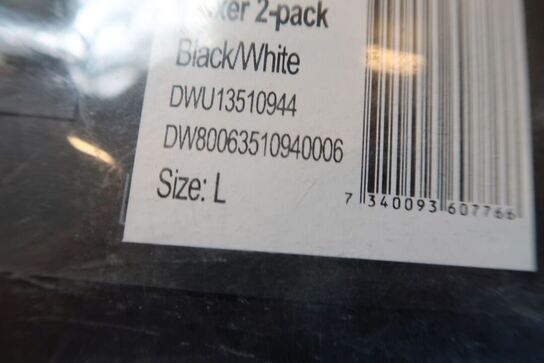 2-pack
Black/White
DWU13510944
DW80063510940006
Size: L
7 340093 607766